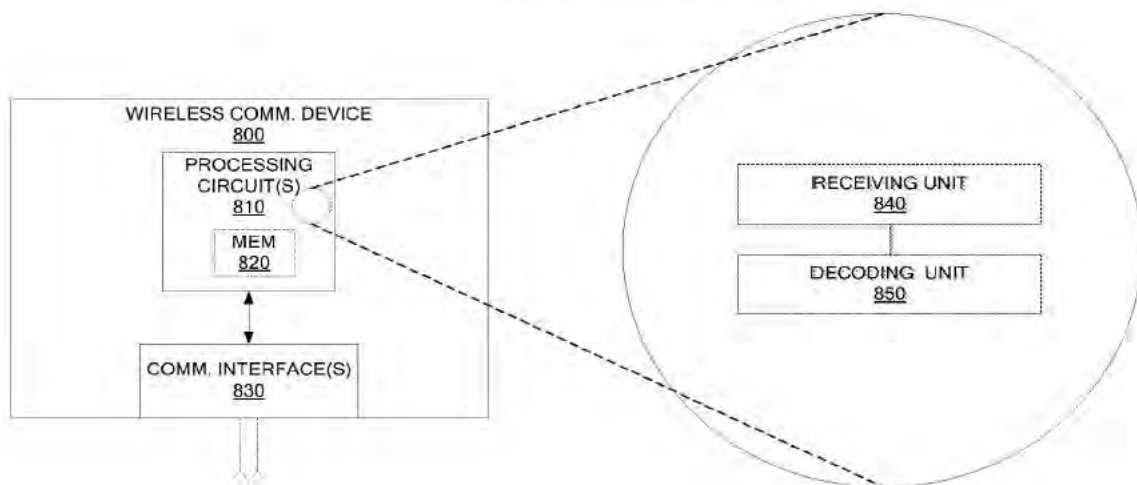 WIRELESS COMM. DEVICE
800
PROCESSING
CIRCUIT(S)
810
MEM
820
COMM. INTERFACE(S)
830
RECEIVING UNIT
840
DECODING UNIT
850